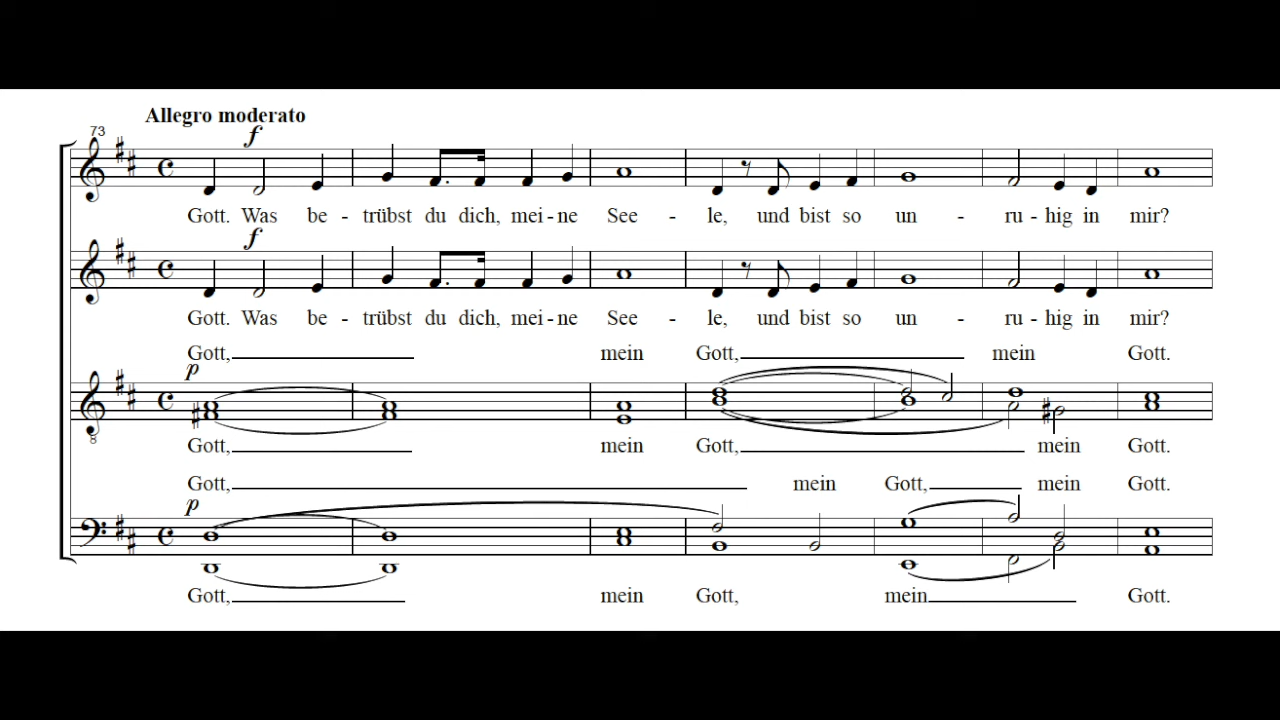 Allegro moderato
73
f
Gott. Was be - trübst du dich, mei - ne See - le, und bist so un - ru - hig in mir?
f
Gott. Was be - trübst du dich, mei - ne See - le, und bist so un - ru - hig in mir?
Gott, mein Gott, mein Gott.
p
8
Gott, mein Gott, mein Gott.
Gott, mein Gott, mein Gott.
p
Gott, mein Gott, mein Gott.